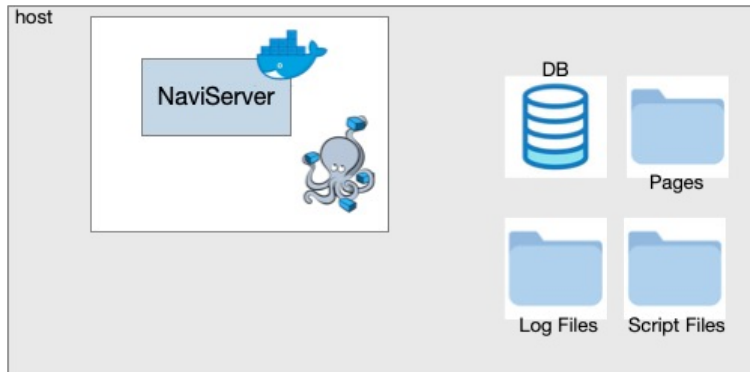 host
NaviServer
DB
Pages
Log Files
Script Files